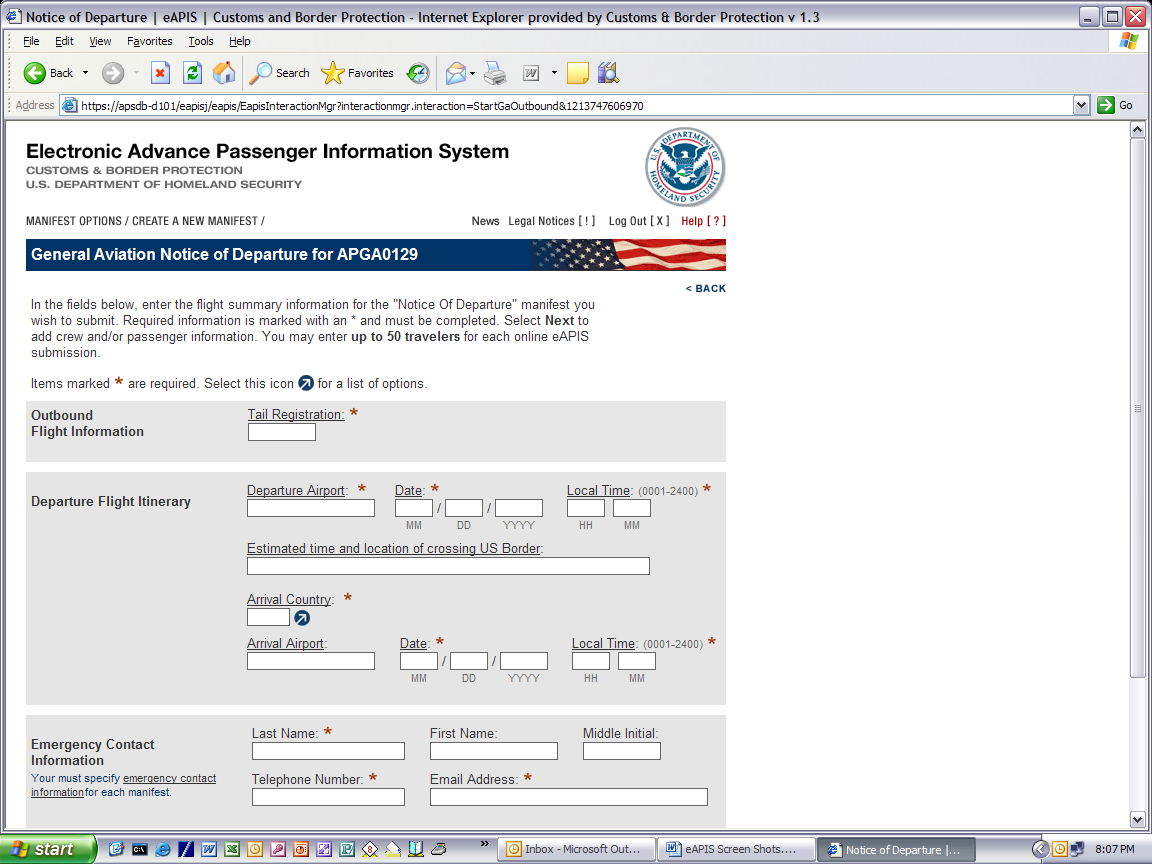 Notice of Departure | eAPIS | Customs and Border Protection - Internet Explorer provided by Customs & Border Protection v 1.3
File Edit View Favorites Tools Help
Back Search Favorites
Address https://apsdb-d101/eapisj/eapis/EapisInteractionMgr?interactionmgr.interaction=StartGaOutbound&1213747606970 Go
Electronic Advance Passenger Information System
CUSTOMS & BORDER PROTECTION
U.S. DEPARTMENT OF HOMELAND SECURITY
U.S. DEPARTMENT OF HOMELAND SECURITY
MANIFEST OPTIONS / CREATE A NEW MANIFEST / News Legal Notices [ ! ] Log Out [ X ] Help [ ? ]
General Aviation Notice of Departure for APGA0129
< BACK
In the fields below, enter the flight summary information for the "Notice Of Departure" manifest you
wish to submit. Required information is marked with an * and must be completed. Select Next to
add crew and/or passenger information. You may enter up to 50 travelers for each online eAPIS
submission.
Items marked * are required. Select this icon for a list of options.
Outbound
Flight Information
Tail Registration: *
Departure Flight Itinerary
Departure Airport: * Date: * Local Time: (0001-2400) *
/ /
MM DD YYYY HH MM
Estimated time and location of crossing US Border:
Arrival Country: *
Arrival Airport: Date: * Local Time: (0001-2400) *
/ /
MM DD YYYY HH MM
Emergency Contact
Information
Your must specify emergency contact
information for each manifest.
Last Name: * First Name: Middle Initial:
Telephone Number: * Email Address: *
start » Inbox - Microsoft Out... eAPIS Screen Shots.... Notice of Departure |... 8:07 PM